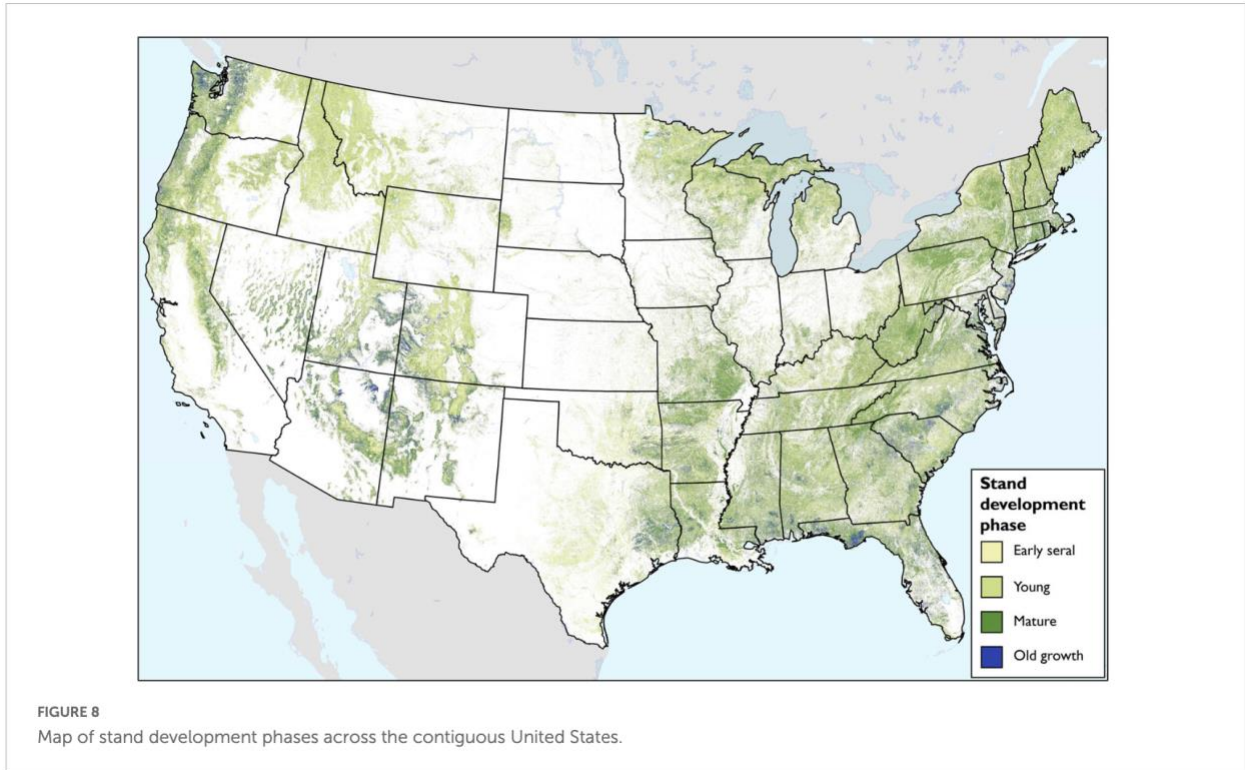 Stand
development
phase
Early seral
Young
Mature
Old growth
FIGURE 8
Map of stand development phases across the contiguous United States.